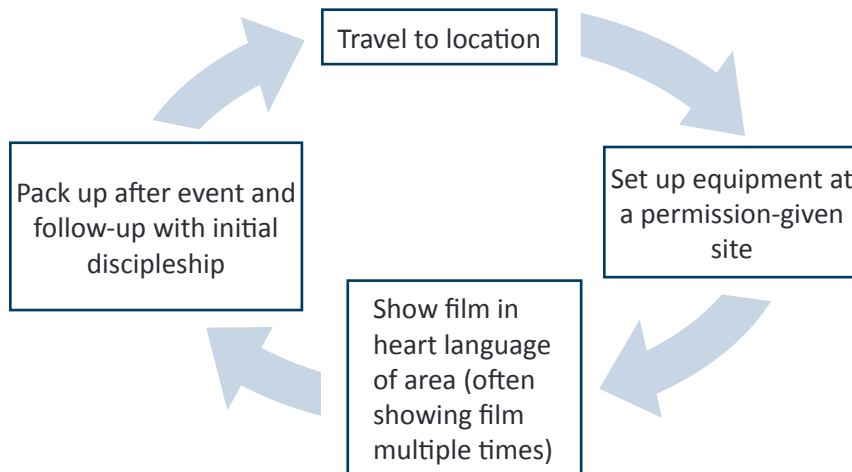 Travel to location
Set up equipment at
a permission-given
site
Show film in
heart language
of area (often
showing film
multiple times)
Pack up after event and
follow-up with initial
discipleship